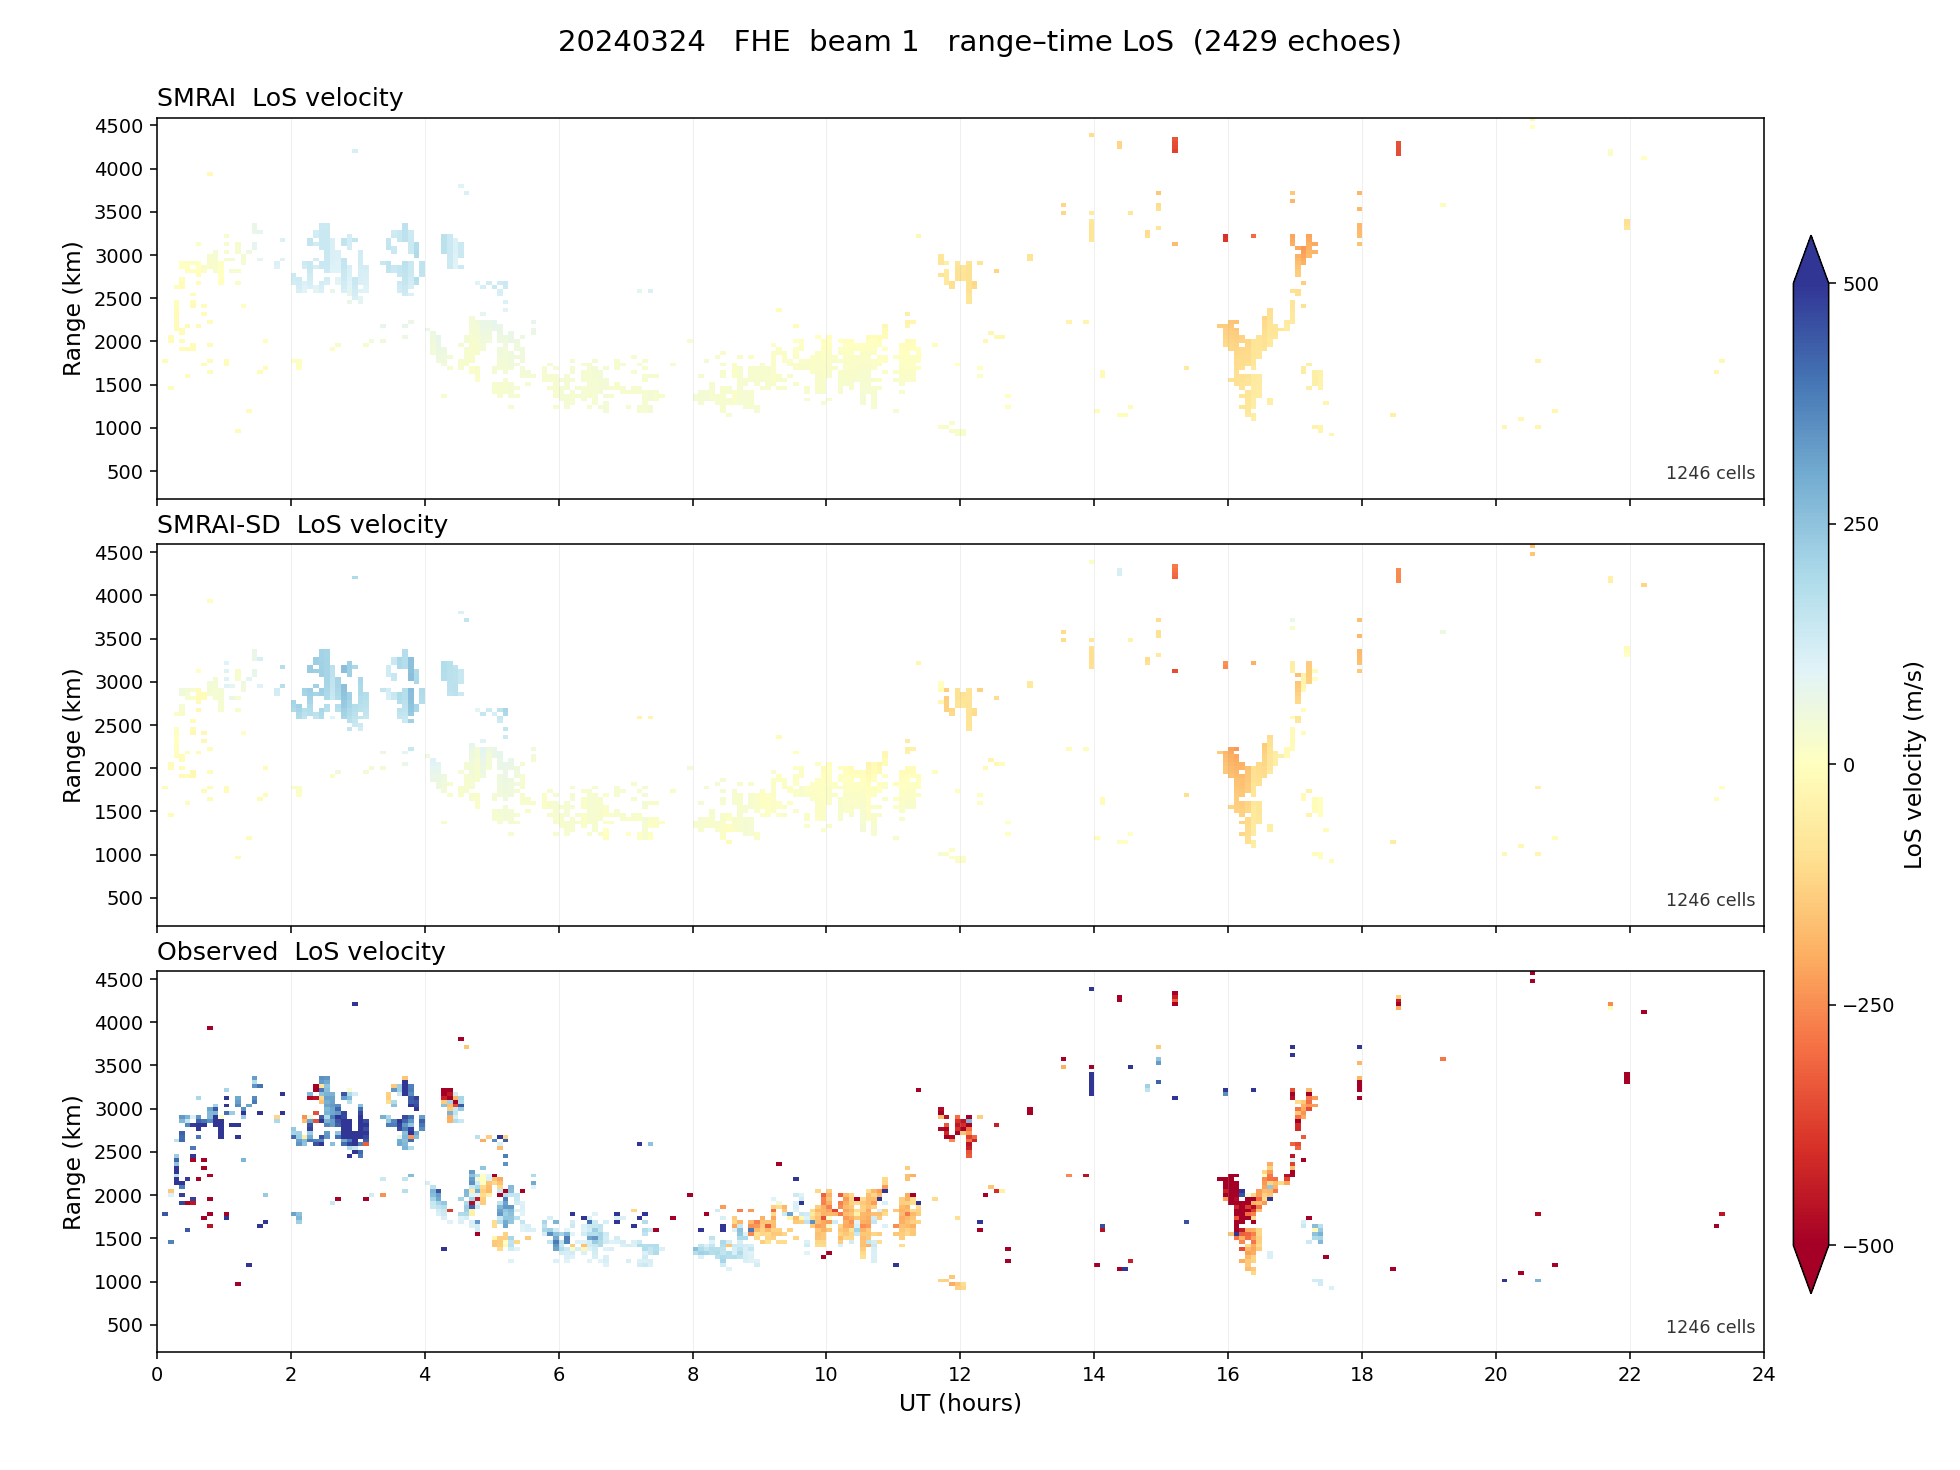 20240324   FHE  beam 1   range–time LoS  (2429 echoes)
SMRAI  LoS velocity
4500
4000
3500
3000
2500
2000
1500
1000
500
Range (km)
1246 cells
SMRAI-SD  LoS velocity
4500
4000
3500
3000
2500
2000
1500
1000
500
Range (km)
1246 cells
Observed  LoS velocity
4500
4000
3500
3000
2500
2000
1500
1000
500
Range (km)
1246 cells
0 2 4 6 8 10 12 14 16 18 20 22 24
UT (hours)
500
250
0
−250
−500
LoS velocity (m/s)